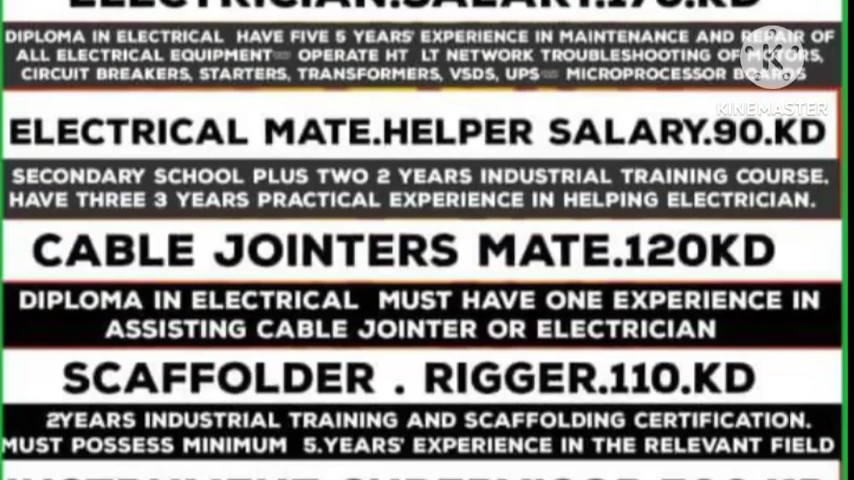 ELECTRICIAN.SALARY.170.KD
DIPLOMA IN ELECTRICAL HAVE FIVE 5 YEARS' EXPERIENCE IN MAINTENANCE AND REPAIR OF
ALL ELECTRICAL EQUIPMENT OPERATE HT LT NETWORK TROUBLESHOOTING OF MOTORS,
CIRCUIT BREAKERS, STARTERS, TRANSFORMERS, VSDS, UPS MICROPROCESSOR BOARDS
KINEMASTER
ELECTRICAL MATE.HELPER SALARY.90.KD
SECONDARY SCHOOL PLUS TWO 2 YEARS INDUSTRIAL TRAINING COURSE.
HAVE THREE 3 YEARS PRACTICAL EXPERIENCE IN HELPING ELECTRICIAN.
CABLE JOINTERS MATE.120KD
DIPLOMA IN ELECTRICAL MUST HAVE ONE EXPERIENCE IN
ASSISTING CABLE JOINTER OR ELECTRICIAN
SCAFFOLDER . RIGGER.110.KD
2YEARS INDUSTRIAL TRAINING AND SCAFFOLDING CERTIFICATION.
MUST POSSESS MINIMUM 5.YEARS' EXPERIENCE IN THE RELEVANT FIELD